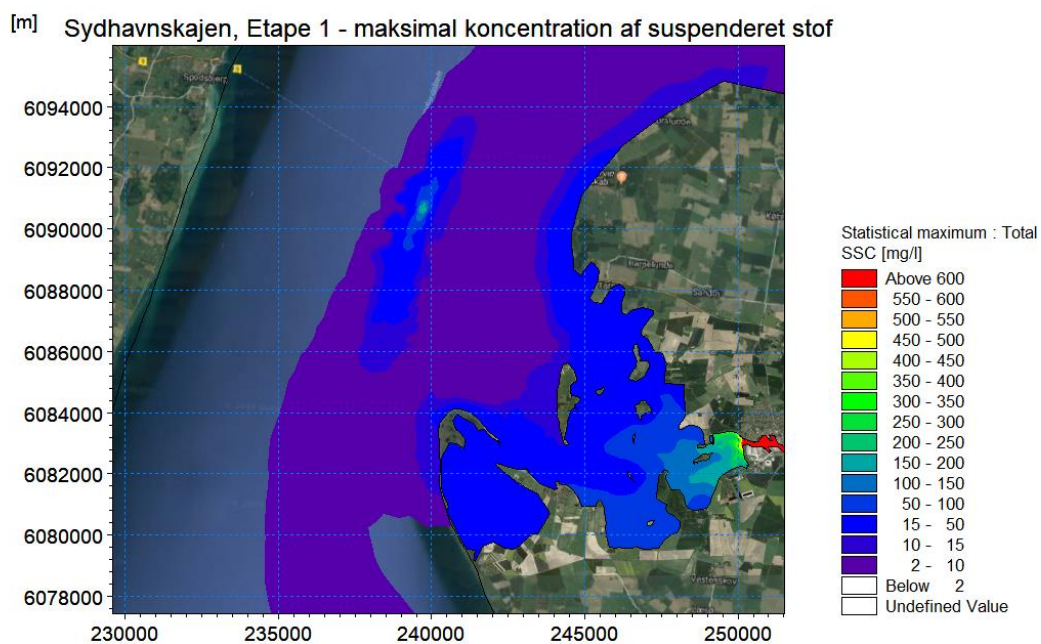 [m] Sydhavnskajen, Etape 1 - maksimal koncentration af suspenderet stof
6094000
6092000
6090000
6088000
6086000
6084000
6082000
6080000
6078000
230000 235000 240000 245000 250000
Spodsbjerg
Vesternskov
Statistical maximum : Total
SSC [mg/l]
Above 600
550 - 600
500 - 550
450 - 500
400 - 450
350 - 400
300 - 350
250 - 300
200 - 250
150 - 200
100 - 150
50 - 100
15 - 50
10 - 15
2 - 10
Below 2
Undefined Value